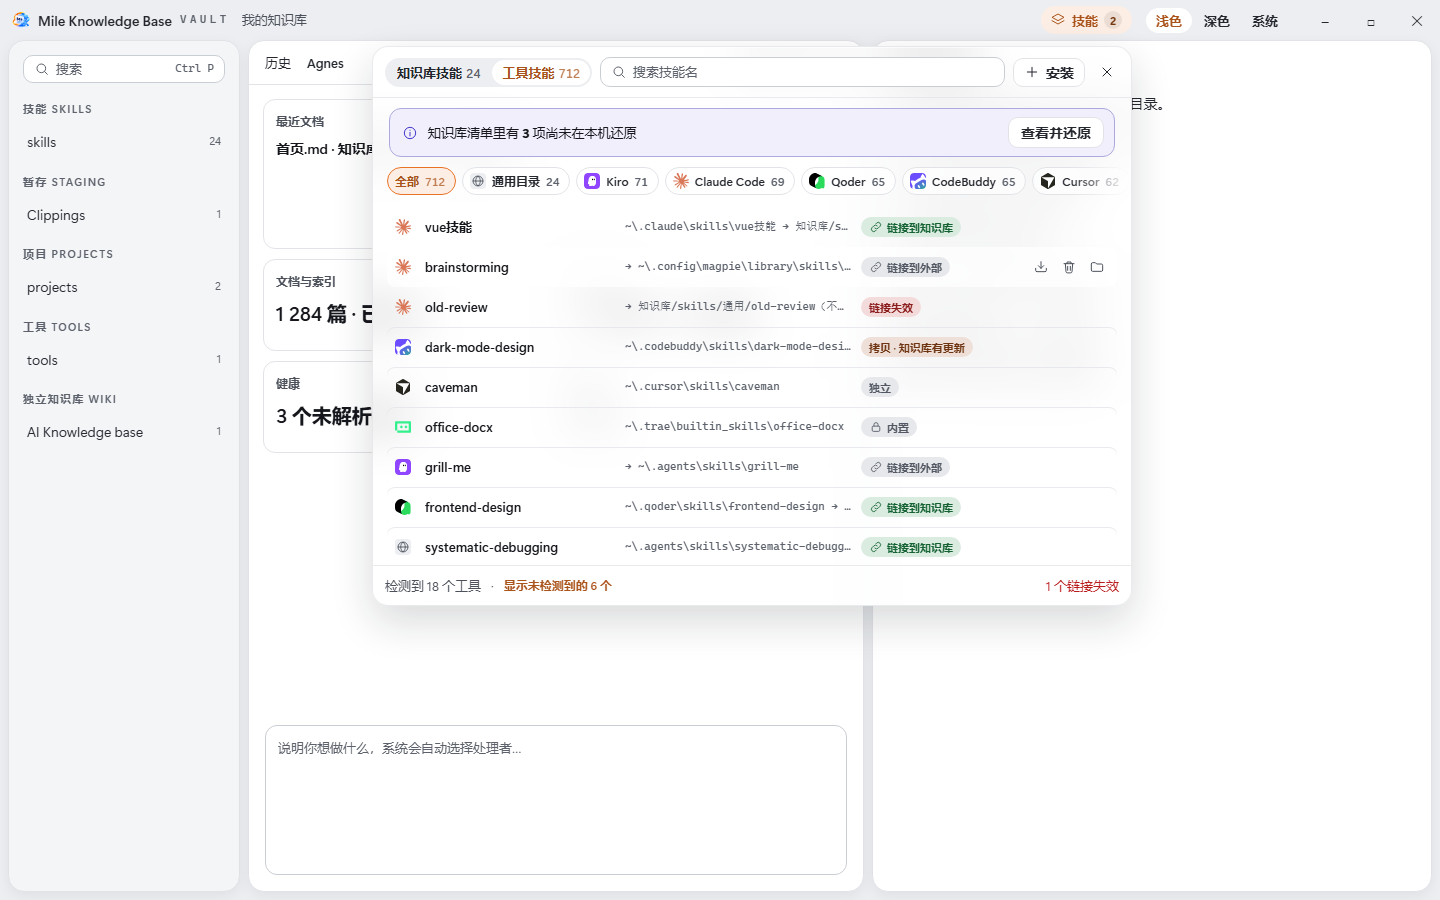 Mile Knowledge Base VAULT 我的知识库
技能 2 浅色 深色 系统
搜索 Ctrl P
技能 SKILLS
skills 24
暂存 STAGING
Clippings 1
项目 PROJECTS
projects 2
工具 TOOLS
tools 1
独立知识库 WIKI
AI Knowledge base 1
历史 Agnes
最近文档
首页.md · 知识库
文档与索引
1 284 篇 · 已
健康
3 个未解析
说明你想做什么，系统会自动选择处理者...
目录。
知识库技能 24 工具技能 712 搜索技能名 安装
知识库清单里有 3 项尚未在本机还原 查看并还原
全部 712 通用目录 24 Kiro 71 Claude Code 69 Qoder 65 CodeBuddy 65 Cursor 62
vue技能 ~\.claude\skills\vue技能 → 知识库/s… 链接到知识库
brainstorming → ~\.config\magpie\library\skills\… 链接到外部
old-review → 知识库/skills/通用/old-review（不… 链接失效
dark-mode-design ~\.codebuddy\skills\dark-mode-desi… 拷贝 · 知识库有更新
caveman ~\.cursor\skills\caveman 独立
office-docx ~\.trae\builtin_skills\office-docx 内置
grill-me → ~\.agents\skills\grill-me 链接到外部
frontend-design ~\.qoder\skills\frontend-design → … 链接到知识库
systematic-debugging ~\.agents\skills\systematic-debugg… 链接到知识库
检测到 18 个工具 · 显示未检测到的 6 个 1 个链接失效